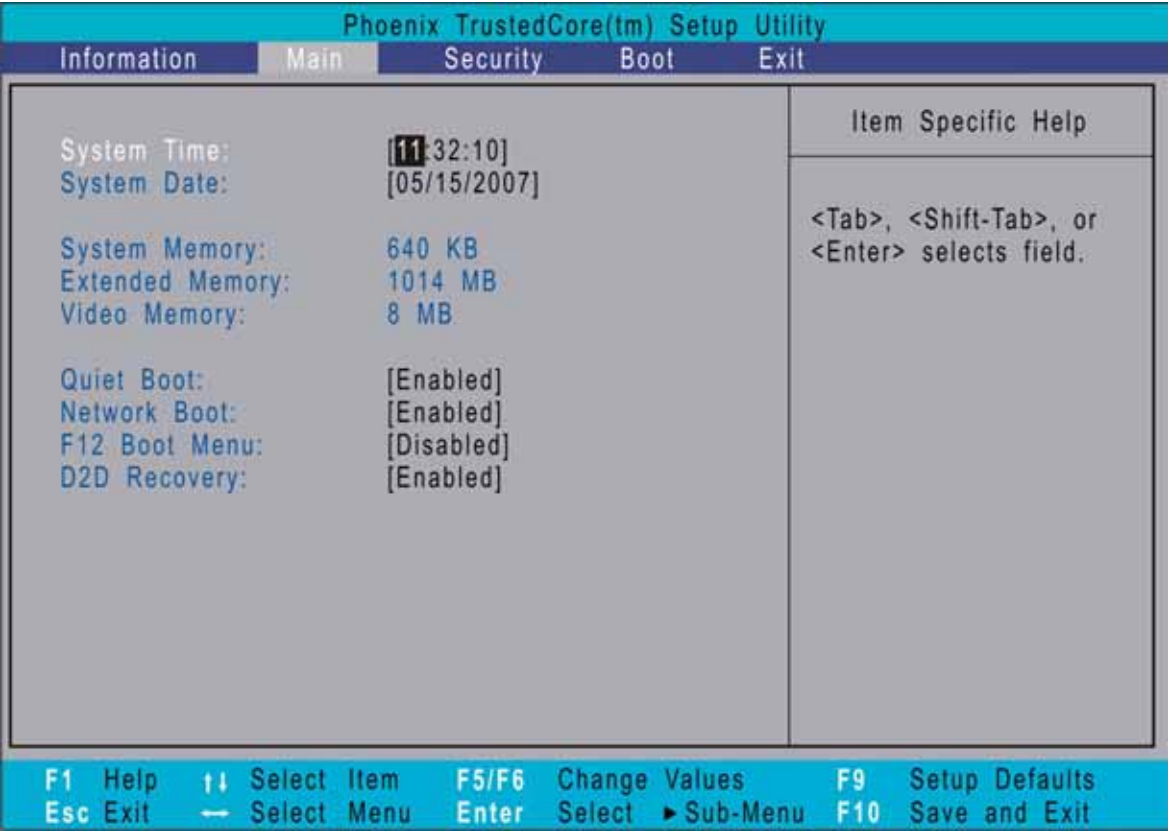 Phoenix TrustedCore(tm) Setup Utility
Information Main Security Boot Exit
System Time: [11:32:10]
System Date: [05/15/2007]
System Memory: 640 KB
Extended Memory: 1014 MB
Video Memory: 8 MB
Quiet Boot: [Enabled]
Network Boot: [Enabled]
F12 Boot Menu: [Disabled]
D2D Recovery: [Enabled]
Item Specific Help
<Tab>, <Shift-Tab>, or
<Enter> selects field.
F1 Help ↑↓ Select Item F5/F6 Change Values F9 Setup Defaults
Esc Exit ↔ Select Menu Enter Select ►Sub-Menu F10 Save and Exit